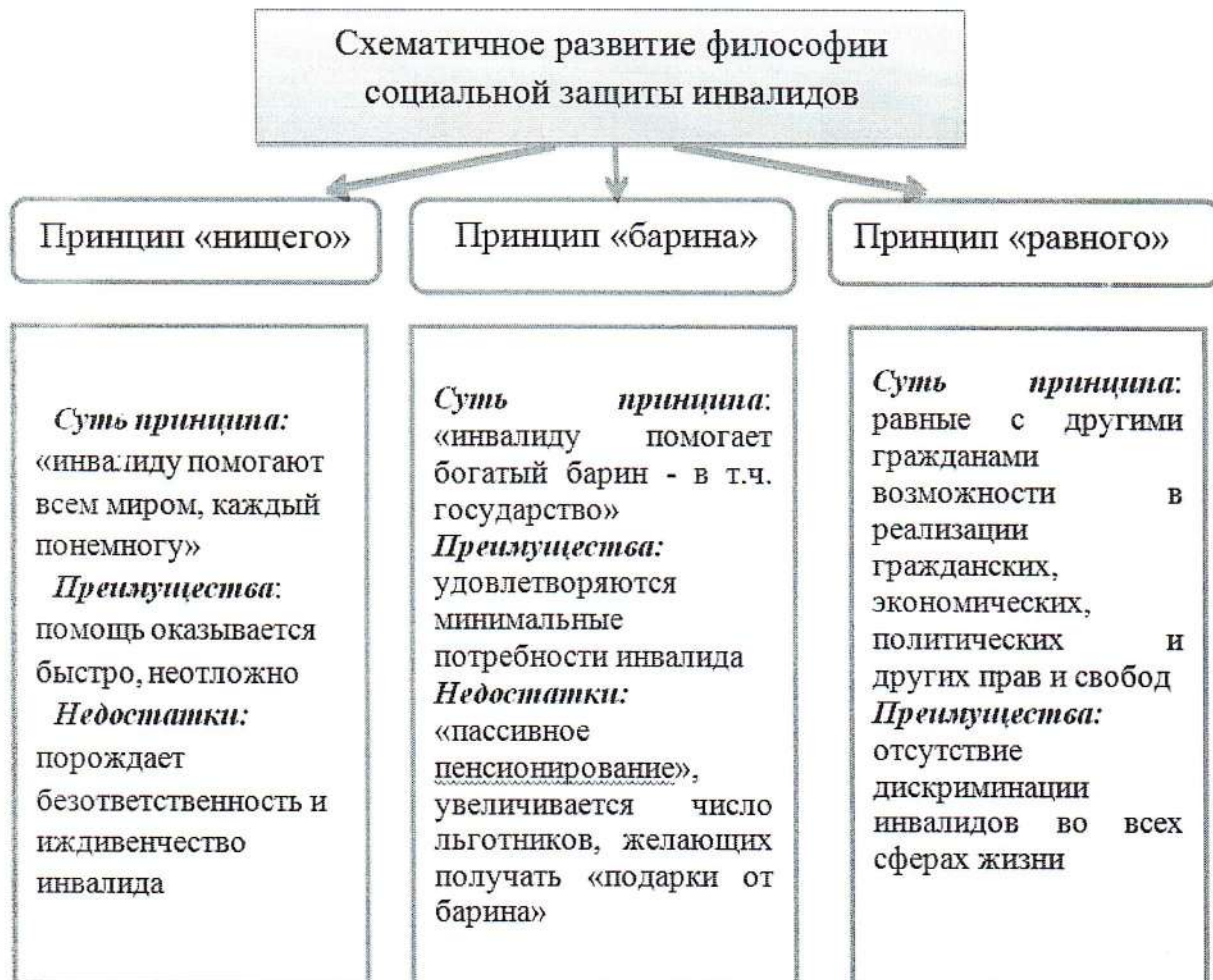 Схематичное развитие философии
социальной защиты инвалидов
Принцип «нищего»
Принцип «барина»
Принцип «равного»
Суть принципа:
«инвалиду помогают
всем миром, каждый
понемногу»
Преимущества:
помощь оказывается
быстро, неотложно
Недостатки:
порождает
безответственность и
иждивенчество
инвалида
Суть принципа:
«инвалиду помогает
богатый барин - в т.ч.
государство»
Преимущества:
удовлетворяются
минимальные
потребности инвалида
Недостатки:
«пассивное
пенсионирование»,
увеличивается число
льготников, желающих
получать «подарки от
барина»
Суть принципа:
равные с другими
гражданами
возможности в
реализации
гражданских,
экономических,
политических и
других прав и свобод
Преимущества:
отсутствие
дискриминации
инвалидов во всех
сферах жизни